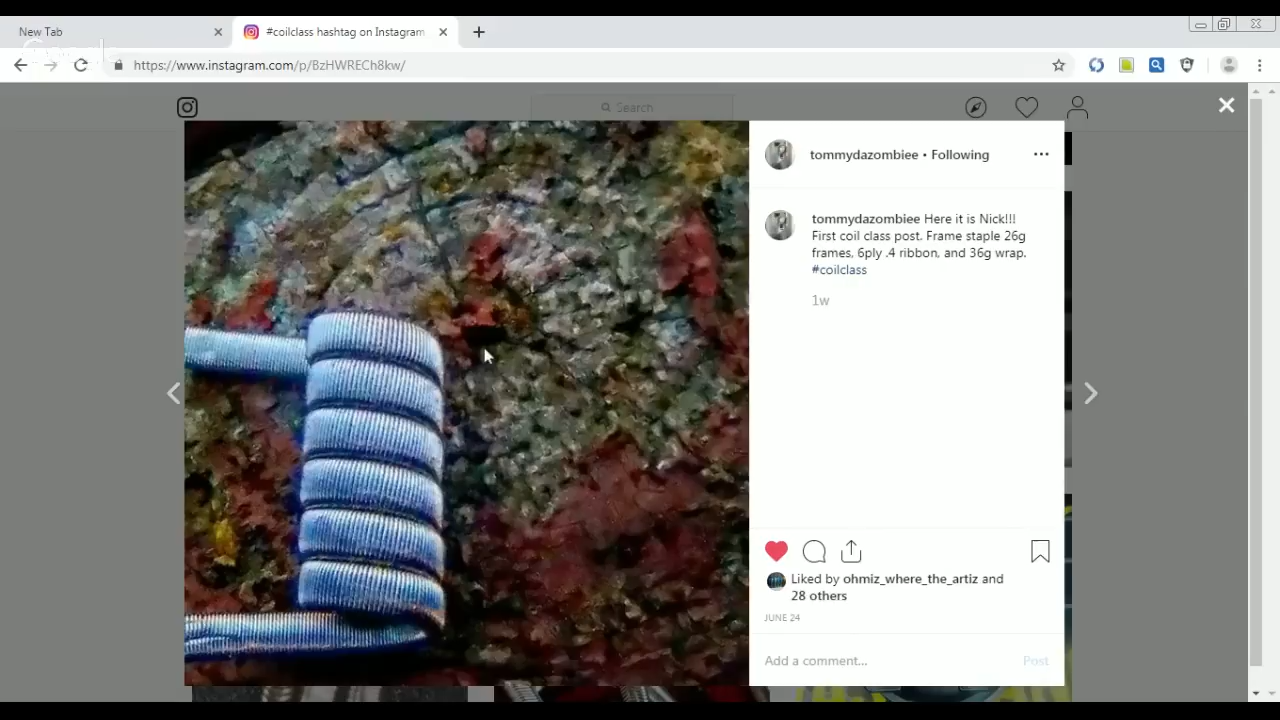 New Tab
#coilclass hashtag on Instagram
https://www.instagram.com/p/BzHWRECh8kw/
Search
tommydazombiee • Following
tommydazombiee Here it is Nick!!!
First coil class post. Frame staple 26g
frames, 6ply .4 ribbon, and 36g wrap.
#coilclass
1w
Liked by ohmiz_where_the_artiz and
28 others
JUNE 24
Add a comment...
Post